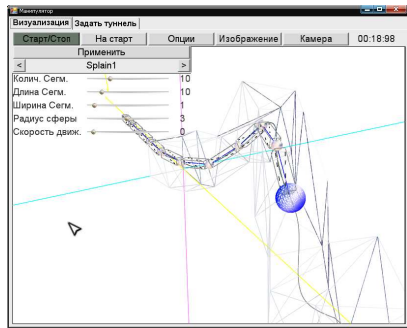 Манипулятор
Визуализация Задать туннель
Старт/Стоп На старт Опции Изображение Камера 00:18:98
Применить
< Splain1 >
Колич. Сегм. 10
Длина Сегм. 10
Ширина Сегм. 1
Радиус сферы 3
Скорость движ. 0